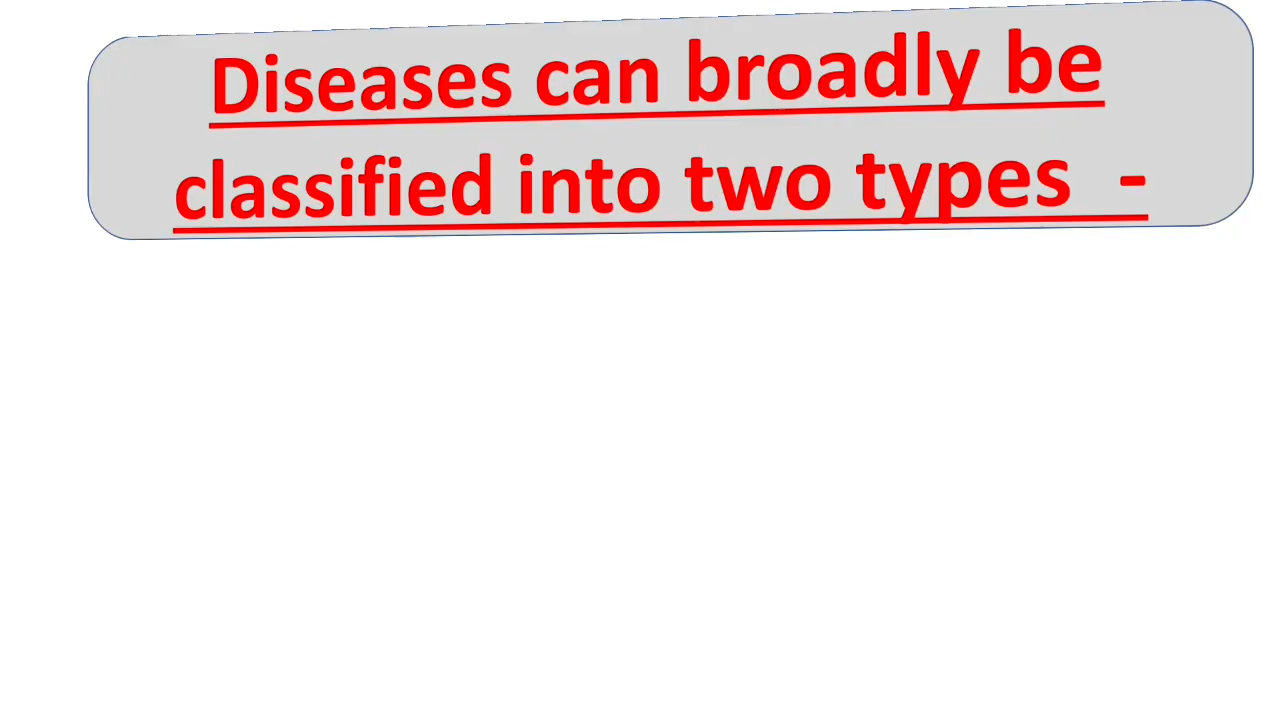 Diseases can broadly be
classified into two types  -